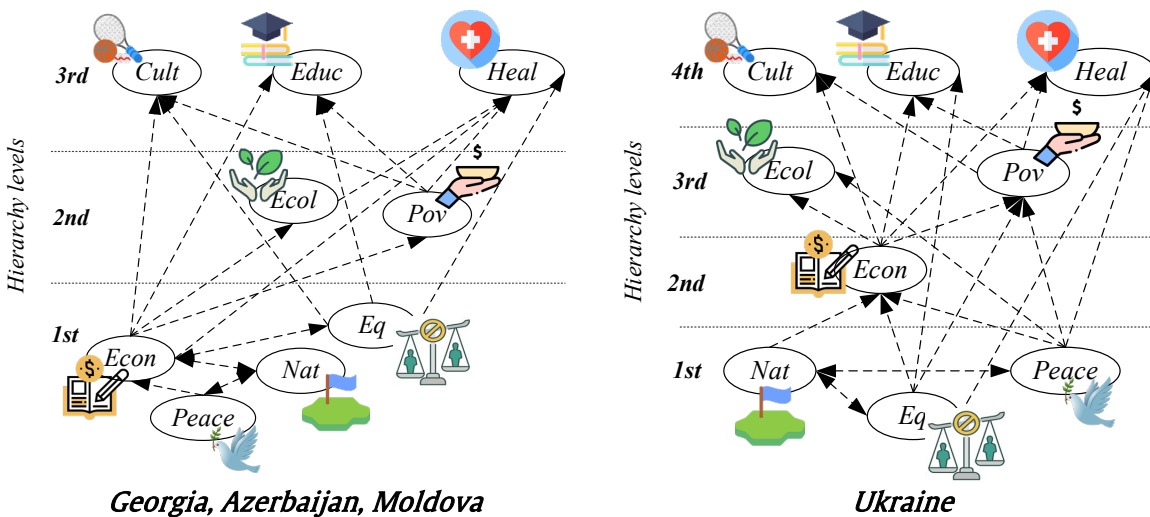 Hierarchy levels
3rd
Cult
Educ
Heal
2nd
Ecol
$
Pov
1st
Eq
Econ
Nat
$
Peace
Georgia, Azerbaijan, Moldova
Hierarchy levels
4th
Cult
Educ
Heal
$
3rd
Ecol
Pov
$
2nd
Econ
1st
Nat
Peace
Eq
Ukraine